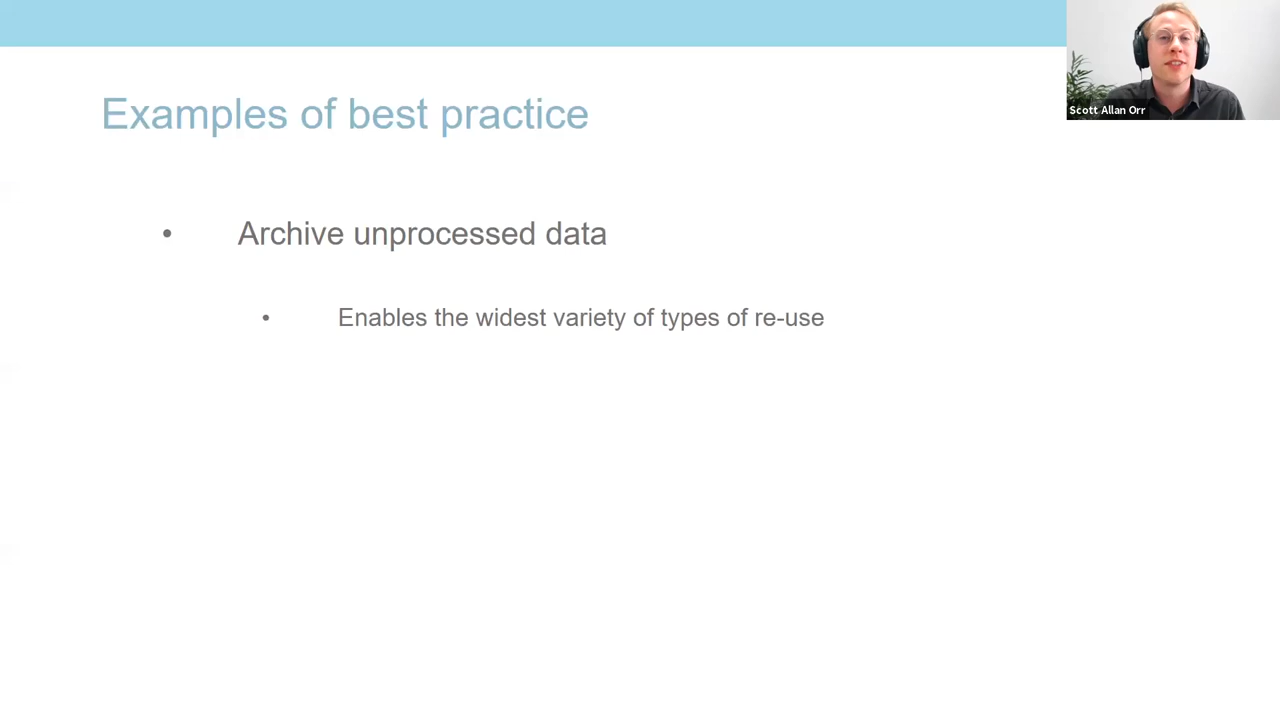 Scott Allan Orr
Examples of best practice
• Archive unprocessed data
• Enables the widest variety of types of re-use